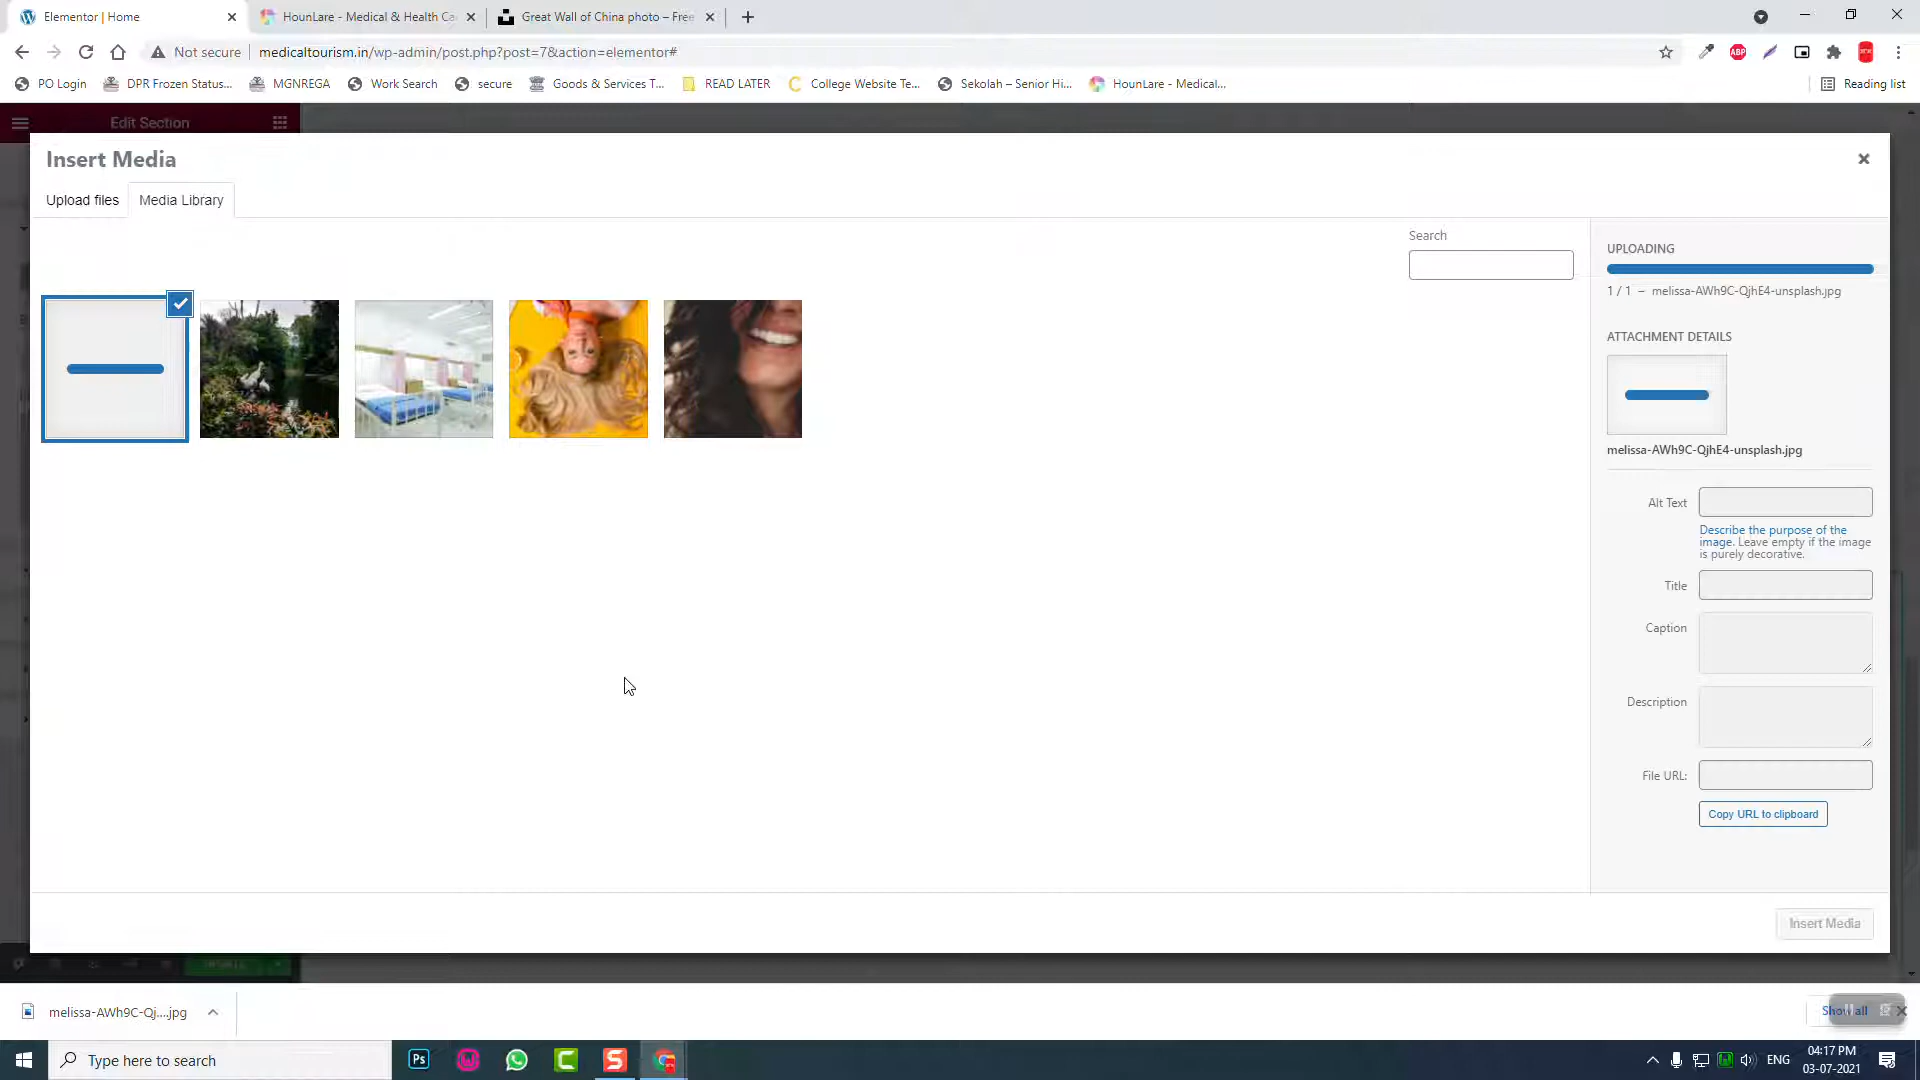 Elementor | Home
HounLare - Medical & Health Ca
Great Wall of China photo – Free
Not secure
medicaltourism.in/wp-admin/post.php?post=7&action=elementor#
ABP
PO Login
DPR Frozen Status...
MGNREGA
Work Search
secure
Goods & Services T...
READ LATER
College Website Te...
Sekolah – Senior Hi...
HounLare - Medical...
Reading list
Edit Section
Insert Media
Upload files
Media Library
Search
UPLOADING
1 / 1 – melissa-AWh9C-QjhE4-unsplash.jpg
ATTACHMENT DETAILS
melissa-AWh9C-QjhE4-unsplash.jpg
Alt Text
Describe the purpose of the
image. Leave empty if the image
is purely decorative.
Title
Caption
Description
File URL:
Copy URL to clipboard
Insert Media
melissa-AWh9C-Qj....jpg
Show all
Type here to search
Ps
ENG
04:17 PM
03-07-2021